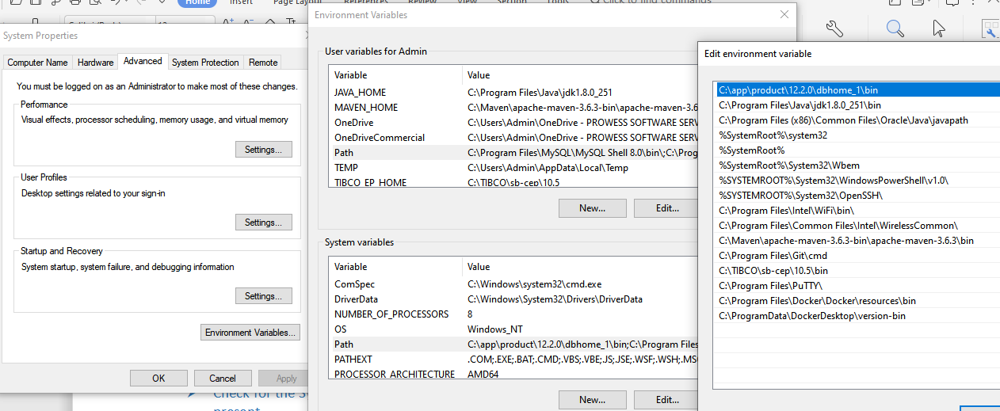 Home
Insert
Page Layout
References
Review
View
Section
Tools
Click to find commands
System Properties
Computer Name
Hardware
Advanced
System Protection
Remote
You must be logged on as an Administrator to make most of these changes.
Performance
Visual effects, processor scheduling, memory usage, and virtual memory
Settings...
User Profiles
Desktop settings related to your sign-in
Settings...
Startup and Recovery
System startup, system failure, and debugging information
Settings...
Environment Variables...
OK
Cancel
Apply
Check for the
present
Environment Variables
User variables for Admin
Variable Value
JAVA_HOME C:\Program Files\Java\jdk1.8.0_251
MAVEN_HOME C:\Maven\apache-maven-3.6.3-bin\apache-maven-3.6
OneDrive C:\Users\Admin\OneDrive - PROWESS SOFTWARE SERV
OneDriveCommercial C:\Users\Admin\OneDrive - PROWESS SOFTWARE SERV
Path C:\Program Files\MySQL\MySQL Shell 8.0\bin\;C:\Prog
TEMP C:\Users\Admin\AppData\Local\Temp
TIBCO_EP_HOME C:\TIBCO\sb-cep\10.5
New...
Edit...
System variables
Variable Value
ComSpec C:\Windows\system32\cmd.exe
DriverData C:\Windows\System32\Drivers\DriverData
NUMBER_OF_PROCESSORS 8
OS Windows_NT
Path C:\app\product\12.2.0\dbhome_1\bin;C:\Program Files
PATHEXT .COM;.EXE;.BAT;.CMD;.VBS;.VBE;.JS;.JSE;.WSF;.WSH;.MS
PROCESSOR_ARCHITECTURE AMD64
New...
Edit...
Edit environment variable
C:\app\product\12.2.0\dbhome_1\bin
C:\Program Files\Java\jdk1.8.0_251\bin
C:\Program Files (x86)\Common Files\Oracle\Java\javapath
%SystemRoot%\system32
%SystemRoot%
%SystemRoot%\System32\Wbem
%SYSTEMROOT%\System32\WindowsPowerShell\v1.0\
%SYSTEMROOT%\System32\OpenSSH\
C:\Program Files\Intel\WiFi\bin\
C:\Program Files\Common Files\Intel\WirelessCommon\
C:\Maven\apache-maven-3.6.3-bin\apache-maven-3.6.3\bin
C:\Program Files\Git\cmd
C:\TIBCO\sb-cep\10.5\bin
C:\Program Files\PuTTY\
C:\Program Files\Docker\Docker\resources\bin
C:\ProgramData\DockerDesktop\version-bin